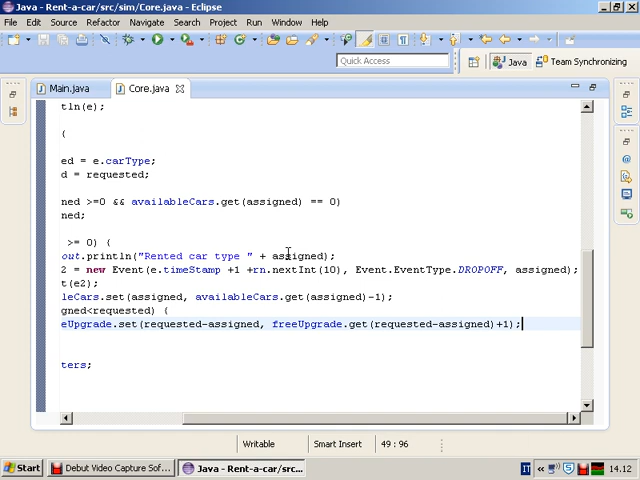 Java - Rent-a-car/src/sim/Core.java - Eclipse
File Edit Source Refactor Navigate Search Project Run Window Help
Quick Access
Java
Team Synchronizing
Main.java
Core.java
tln(e);
{
ed = e.carType;
d = requested;
ned >=0 && availableCars.get(assigned) == 0)
ned;
>= 0) {
out.println("Rented car type " + assigned);
2 = new Event(e.timeStamp +1 +rn.nextInt(10), Event.EventType.DROPOFF, assigned);
t(e2);
leCars.set(assigned, availableCars.get(assigned)-1);
gned<requested) {
eUpgrade.set(requested-assigned, freeUpgrade.get(requested-assigned)+1);
ters;
Writable
Smart Insert
49 : 96
Start
Debut Video Capture Sof...
Java - Rent-a-car/src...
IT
14.12